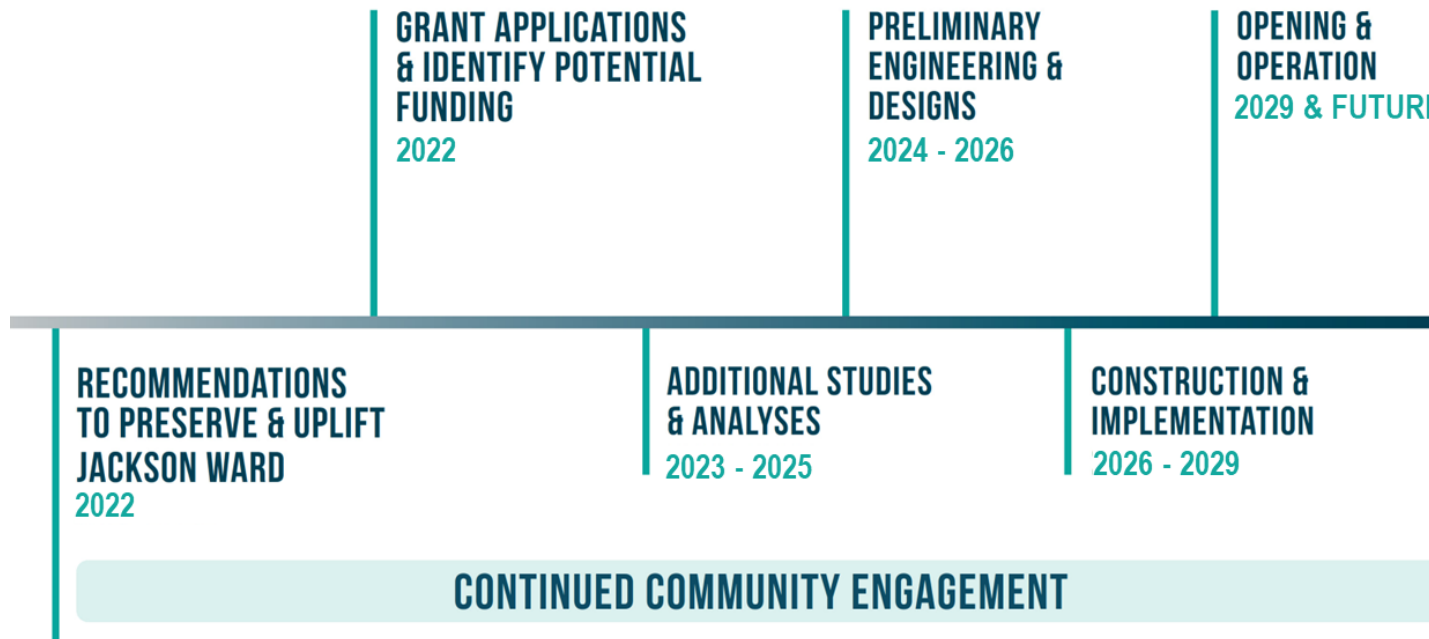 GRANT APPLICATIONS
& IDENTIFY POTENTIAL
FUNDING
2022
PRELIMINARY
ENGINEERING &
DESIGNS
2024 - 2026
OPENING &
OPERATION
2029 & FUTUR
RECOMMENDATIONS
TO PRESERVE & UPLIFT
JACKSON WARD
2022
ADDITIONAL STUDIES
& ANALYSES
2023 - 2025
CONSTRUCTION &
IMPLEMENTATION
2026 - 2029
CONTINUED COMMUNITY ENGAGEMENT